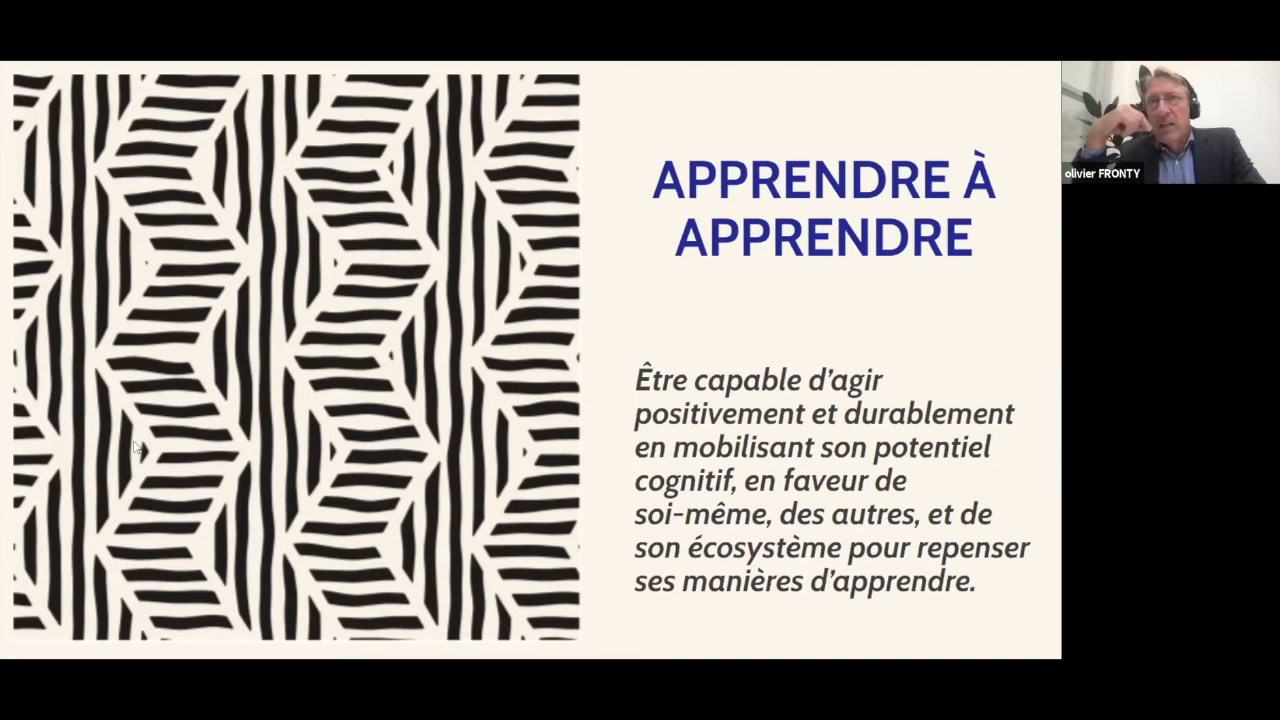 APPRENDRE À
APPRENDRE
Être capable d’agir
positivement et durablement
en mobilisant son potentiel
cognitif, en faveur de
soi-même, des autres, et de
son écosystème pour repenser
ses manières d’apprendre.
olivier FRONTY